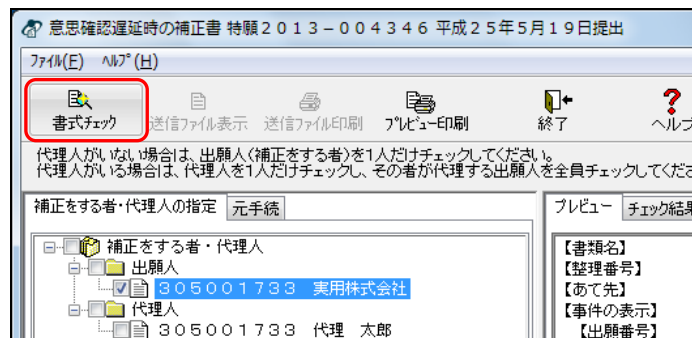 意思確認遅延時の補正書 特願２０１３－００４３４６ 平成２５年５月１９日提出
ﾌｧｲﾙ(F) ﾍﾙﾌﾟ(H)
書式ﾁｪｯｸ 送信ﾌｧｲﾙ表示 送信ﾌｧｲﾙ印刷 ﾌﾟﾚﾋﾞｭｰ印刷 終了 ヘルプ
代理人がいない場合は、出願人(補正をする者)を1人だけチェックしてください。
代理人がいる場合は、代理人を1人だけチェックし、その者が代理する出願人を全員チェックしてくださ
補正をする者・代理人の指定 元手続 プレビュー チェック結果
補正をする者・代理人
出願人
３０５００１７３３ 実用株式会社
代理人
３０５００１７３３ 代理 太郎
【書類名】
【整理番号】
【あて先】
【事件の表示】
【出願番号】